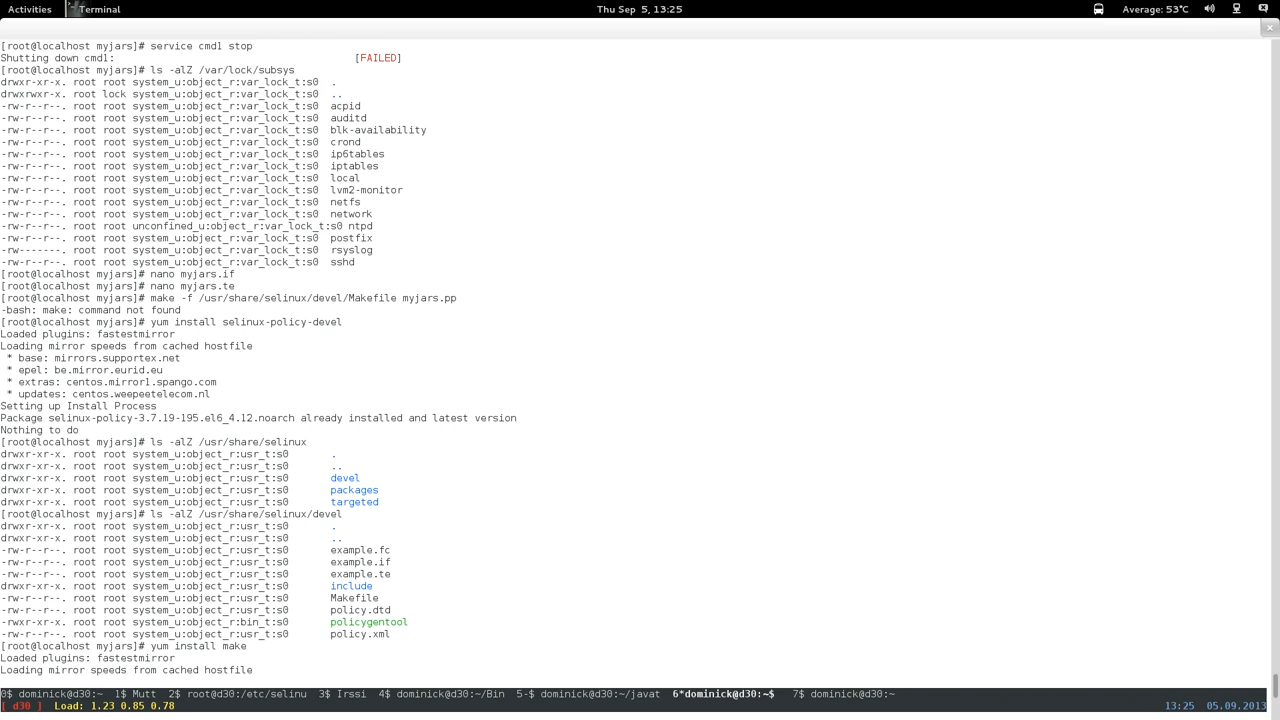 Activities Terminal Thu Sep 5, 13:25 Average: 53°C
[root@localhost myjars]# service cmd1 stop
Shutting down cmd1: [FAILED]
[root@localhost myjars]# ls -alZ /var/lock/subsys
drwxr-xr-x. root root system_u:object_r:var_lock_t:s0 .
drwxrwxr-x. root lock system_u:object_r:var_lock_t:s0 ..
-rw-r--r--. root root system_u:object_r:var_lock_t:s0 acpid
-rw-r--r--. root root system_u:object_r:var_lock_t:s0 auditd
-rw-r--r--. root root system_u:object_r:var_lock_t:s0 blk-availability
-rw-r--r--. root root system_u:object_r:var_lock_t:s0 crond
-rw-r--r--. root root system_u:object_r:var_lock_t:s0 ip6tables
-rw-r--r--. root root system_u:object_r:var_lock_t:s0 iptables
-rw-r--r--. root root system_u:object_r:var_lock_t:s0 local
-rw-r--r--. root root system_u:object_r:var_lock_t:s0 lvm2-monitor
-rw-r--r--. root root system_u:object_r:var_lock_t:s0 netfs
-rw-r--r--. root root system_u:object_r:var_lock_t:s0 network
-rw-r--r--. root root unconfined_u:object_r:var_lock_t:s0 ntpd
-rw-r--r--. root root system_u:object_r:var_lock_t:s0 postfix
-rw-------. root root system_u:object_r:var_lock_t:s0 rsyslog
-rw-r--r--. root root system_u:object_r:var_lock_t:s0 sshd
[root@localhost myjars]# nano myjars.if
[root@localhost myjars]# nano myjars.te
[root@localhost myjars]# make -f /usr/share/selinux/devel/Makefile myjars.pp
-bash: make: command not found
[root@localhost myjars]# yum install selinux-policy-devel
Loaded plugins: fastestmirror
Loading mirror speeds from cached hostfile
* base: mirrors.supportex.net
* epel: be.mirror.eurid.eu
* extras: centos.mirror1.spango.com
* updates: centos.weepeetelecom.nl
Setting up Install Process
Package selinux-policy-3.7.19-195.el6_4.12.noarch already installed and latest version
Nothing to do
[root@localhost myjars]# ls -alZ /usr/share/selinux
drwxr-xr-x. root root system_u:object_r:usr_t:s0 .
drwxr-xr-x. root root system_u:object_r:usr_t:s0 ..
drwxr-xr-x. root root system_u:object_r:usr_t:s0 devel
drwxr-xr-x. root root system_u:object_r:usr_t:s0 packages
drwxr-xr-x. root root system_u:object_r:usr_t:s0 targeted
[root@localhost myjars]# ls -alZ /usr/share/selinux/devel
drwxr-xr-x. root root system_u:object_r:usr_t:s0 .
drwxr-xr-x. root root system_u:object_r:usr_t:s0 ..
-rw-r--r--. root root system_u:object_r:usr_t:s0 example.fc
-rw-r--r--. root root system_u:object_r:usr_t:s0 example.if
-rw-r--r--. root root system_u:object_r:usr_t:s0 example.te
drwxr-xr-x. root root system_u:object_r:usr_t:s0 include
-rw-r--r--. root root system_u:object_r:usr_t:s0 Makefile
-rw-r--r--. root root system_u:object_r:usr_t:s0 policy.dtd
-rwxr-xr-x. root root system_u:object_r:bin_t:s0 policygentool
-rw-r--r--. root root system_u:object_r:usr_t:s0 policy.xml
[root@localhost myjars]# yum install make
Loaded plugins: fastestmirror
Loading mirror speeds from cached hostfile
0$ dominick@d30:~ 1$ Mutt 2$ root@d30:/etc/selinu 3$ Irssi 4$ dominick@d30:~/Bin 5-$ dominick@d30:~/javat 6*dominick@d30:~$ 7$ dominick@d30:~
[ d30 ] Load: 1.23 0.85 0.78 13:25 05.09.2013